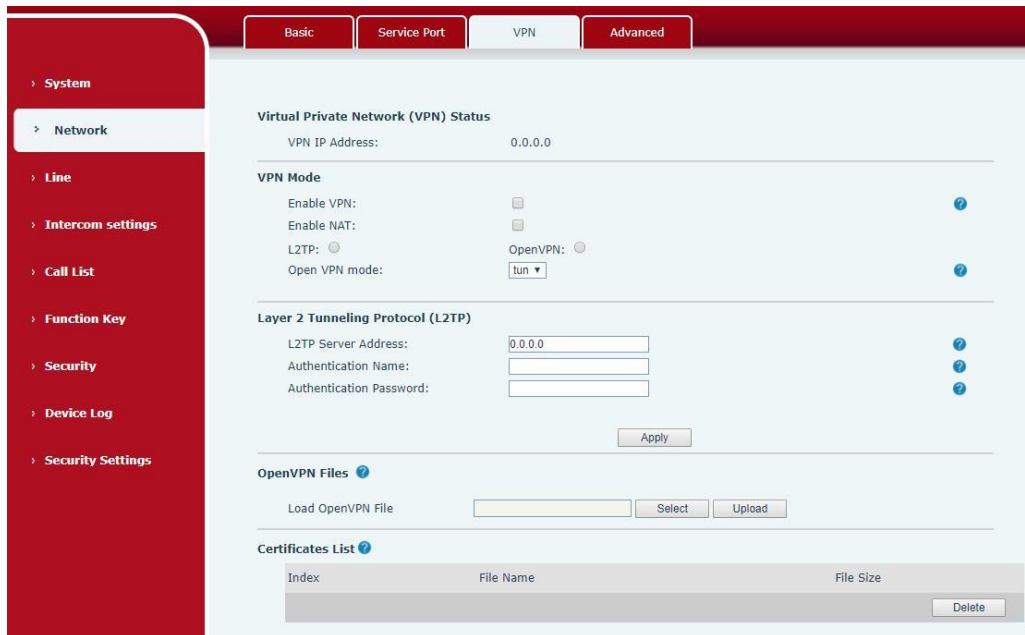 Basic Service Port VPN Advanced
› System
› Network
› Line
› Intercom settings
› Call List
› Function Key
› Security
› Device Log
› Security Settings
Virtual Private Network (VPN) Status
VPN IP Address: 0.0.0.0
VPN Mode
Enable VPN:
Enable NAT:
L2TP: OpenVPN:
Open VPN mode: tun
Layer 2 Tunneling Protocol (L2TP)
L2TP Server Address: 0.0.0.0
Authentication Name:
Authentication Password:
Apply
OpenVPN Files
Load OpenVPN File Select Upload
Certificates List
Index File Name File Size
Delete